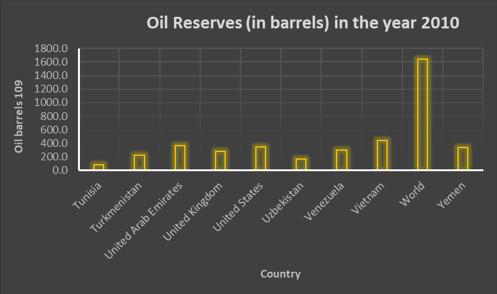 Oil Reserves (in barrels) in the year 2010
Oil barrels 109
1800.0
1600.0
1400.0
1200.0
1000.0
800.0
600.0
400.0
200.0
0.0
Tunisia
Turkmenistan
United Arab Emirates
United Kingdom
United States
Uzbekistan
Venezuela
Vietnam
World
Yemen
Country